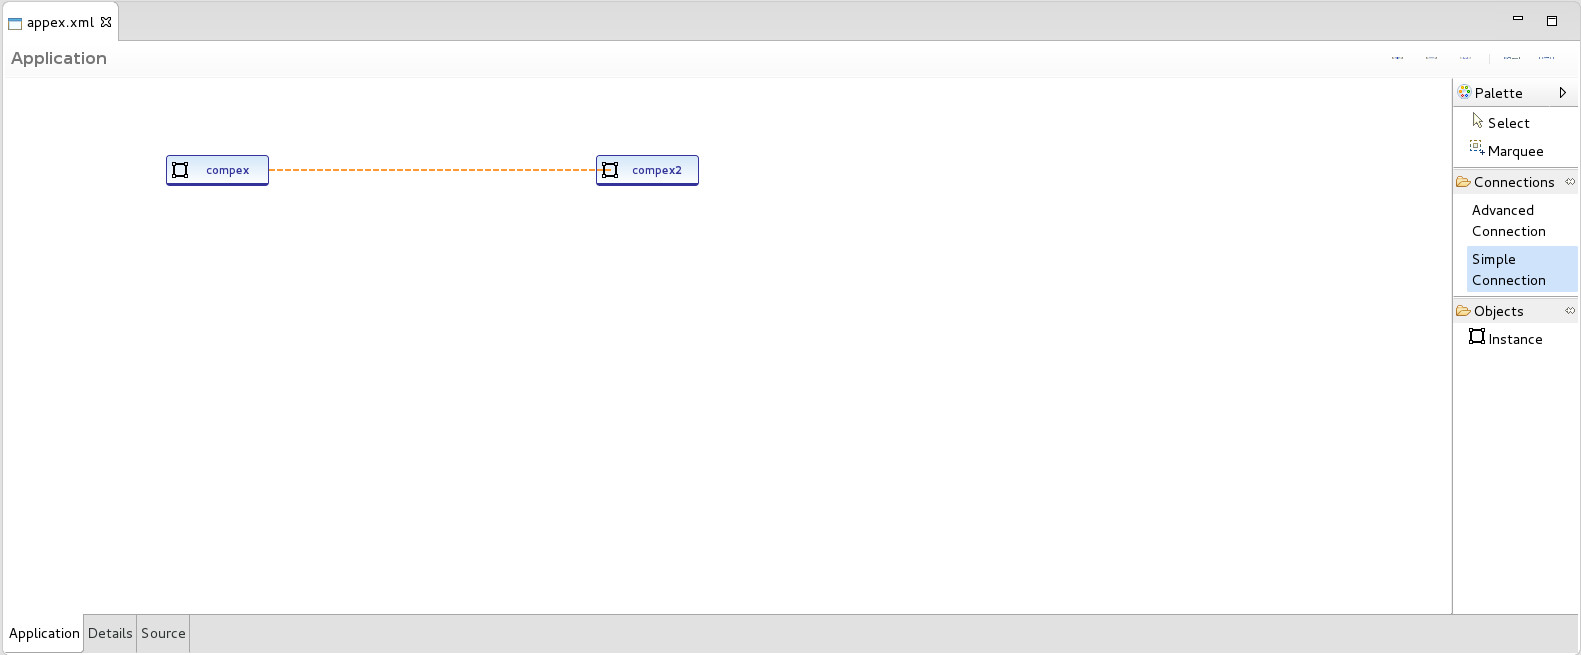 appex.xml
Application
compex
compex2
Palette
Select
Marquee
Connections
Advanced
Connection
Simple
Connection
Objects
Instance
Application Details Source